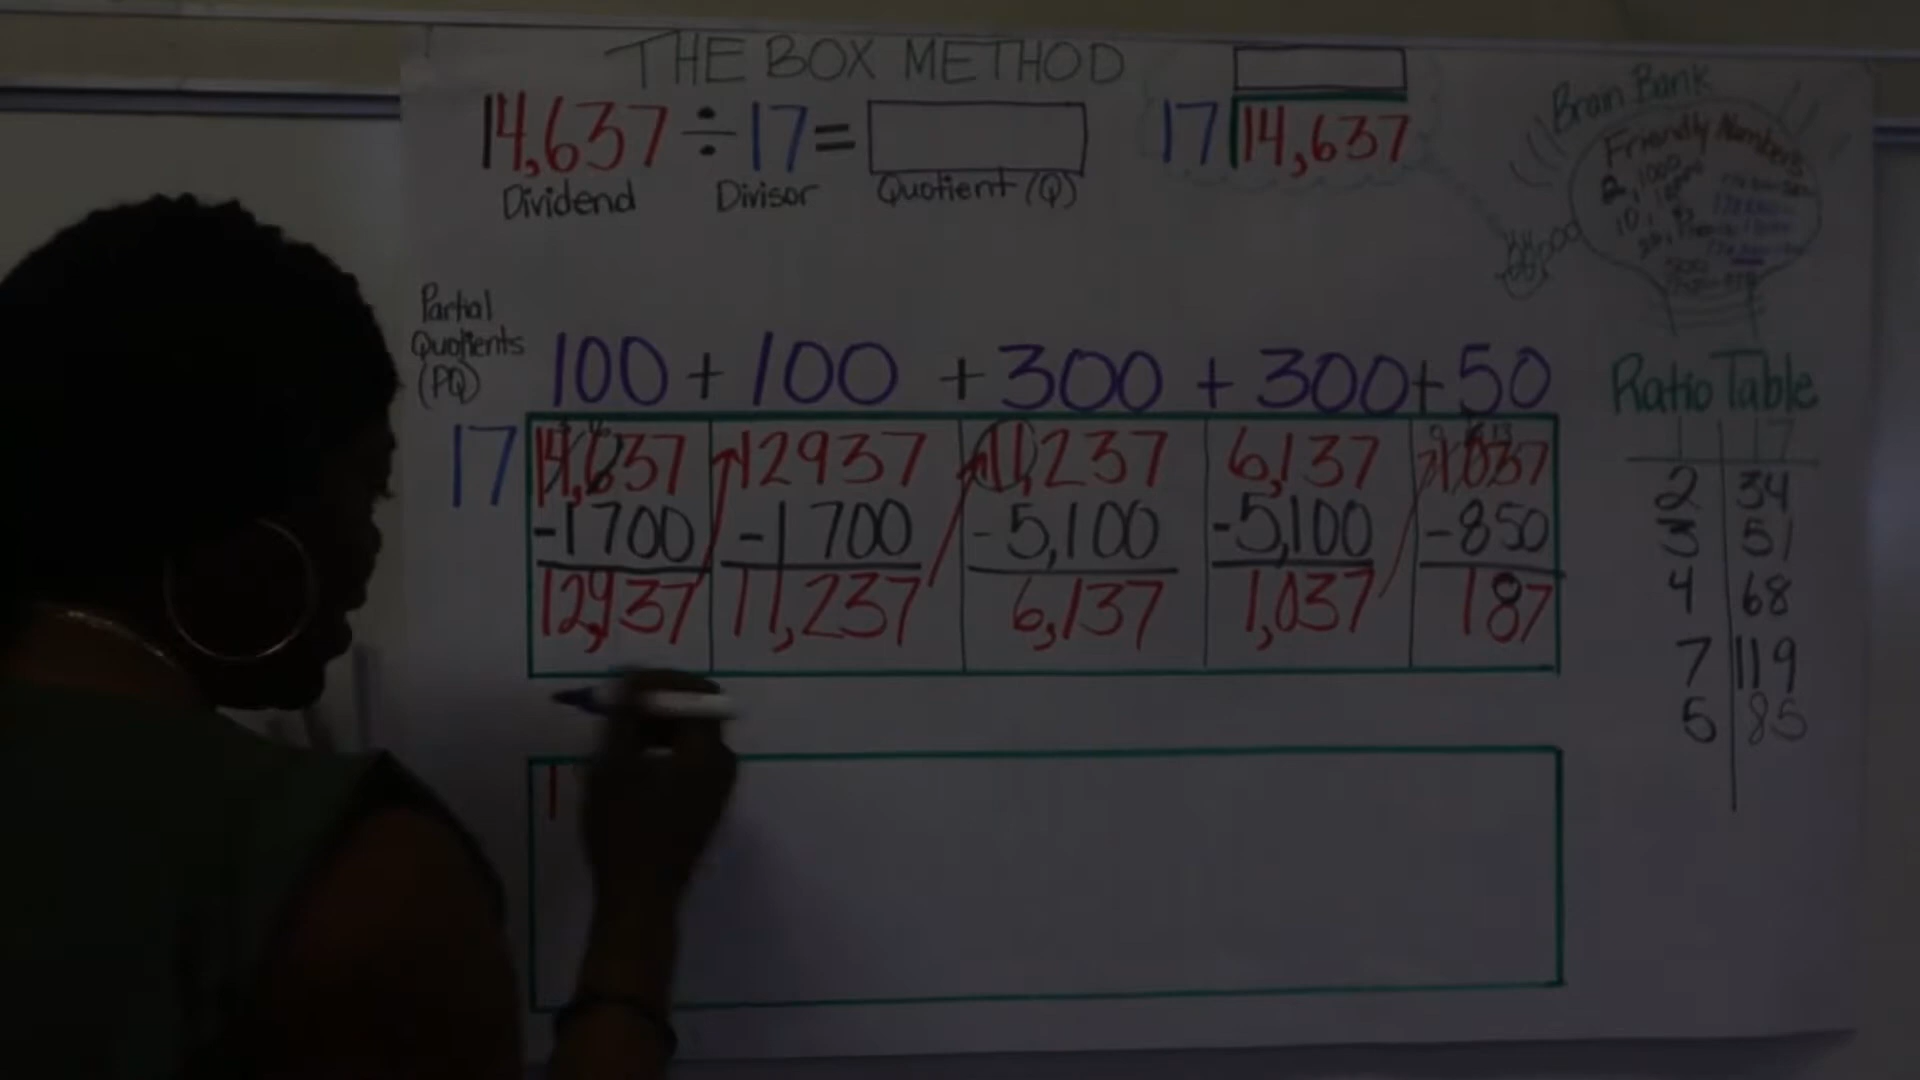 THE BOX METHOD
14,637 ÷ 17 =
Dividend Divisor Quotient (Q)
17 14,637
Brain Bank
Friendly Numbers
Partial
Quotients
(PQ)
100 + 100 + 300 + 300 + 50
17 14,637 12937 11,237 6,137 1,037
-1700 -1700 -5,100 -5,100 -850
12,937 11,237 6,137 1,037 187
1
Ratio Table
1 17
2 34
3 51
4 68
7 119
5 85